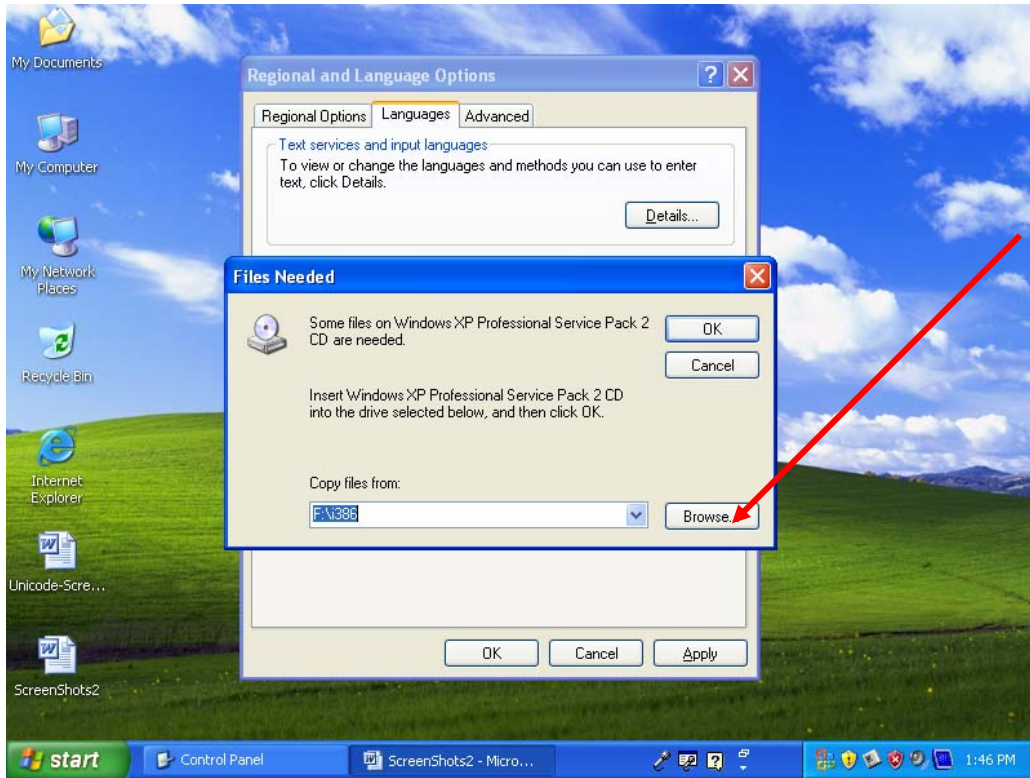 My Documents
My Computer
My Network
Places
Recycle Bin
Internet
Explorer
Unicode-Scre...
ScreenShots2
Regional and Language Options
Regional Options Languages Advanced
Text services and input languages
To view or change the languages and methods you can use to enter
text, click Details.
Details...
Files Needed
Some files on Windows XP Professional Service Pack 2
CD are needed.
OK
Cancel
Insert Windows XP Professional Service Pack 2 CD
into the drive selected below, and then click OK.
Copy files from:
F:\i386
Browse...
OK Cancel Apply
start Control Panel ScreenShots2 - Micro... 1:46 PM